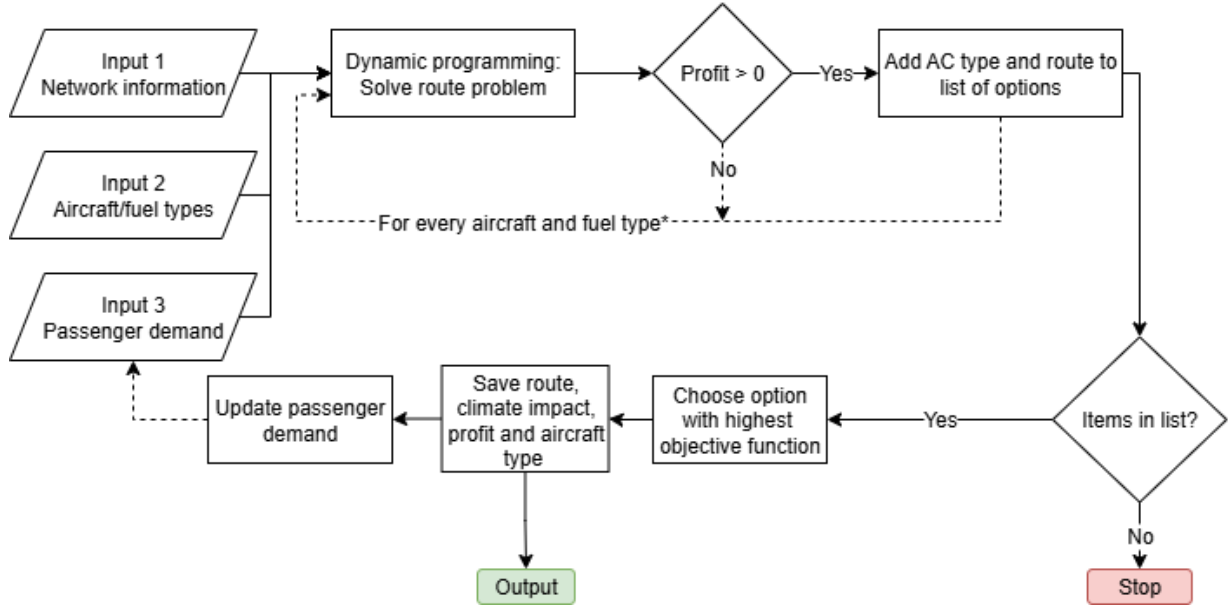 Input 1
Network information
Dynamic programming:
Solve route problem
Profit > 0
Yes
Add AC type and route to
list of options
No
Input 2
Aircraft/fuel types
For every aircraft and fuel type*
Input 3
Passenger demand
Update passenger
demand
Save route,
climate impact,
profit and aircraft
type
Choose option
with highest
objective function
Yes
Items in list?
No
Output
Stop